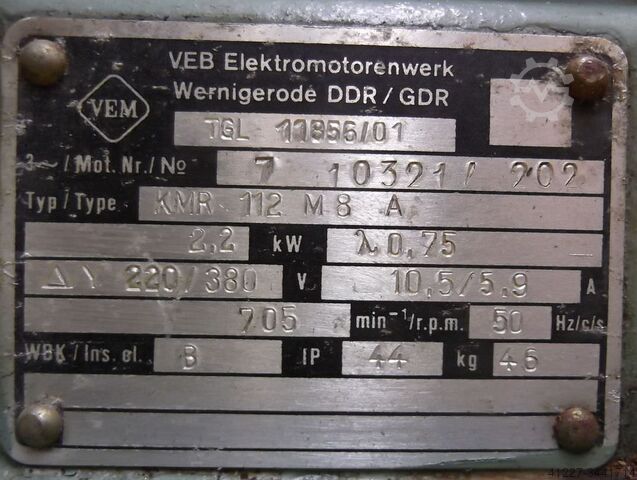 VEB Elektromotorenwerk
Wernigerode DDR/GDR
VEM
TGL 11856/01
3~/Mot. Nr./No 7 10321/ 202
Typ/Type KMR 112 M 8 A
2,2 kW λ 0,75
Δ Y 220/380 V 10,5/5,9 A
705 min⁻¹/r.p.m. 50 Hz/c/s
WBK/Ins. cl. B IP 44 kg 46
41227-3441714